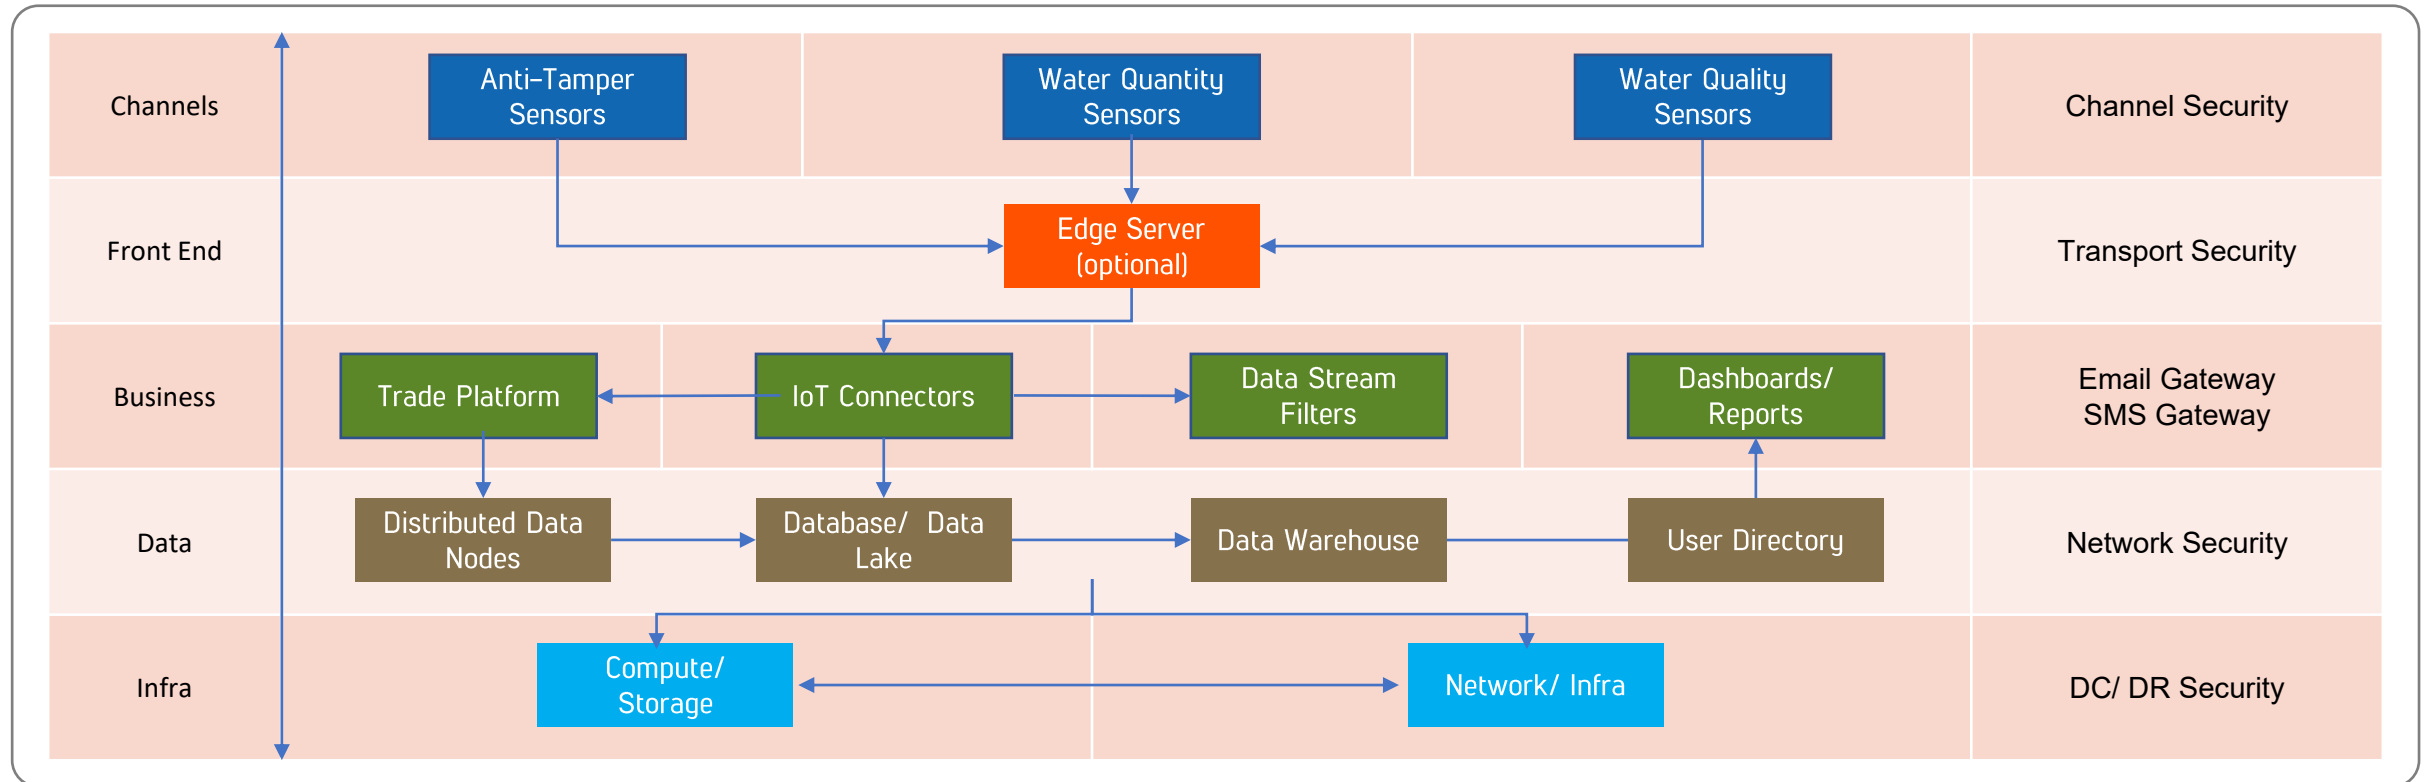 Channels
Anti-Tamper
Sensors
Water Quantity
Sensors
Water Quality
Sensors
Channel Security
Front End
Edge Server
(optional)
Transport Security
Business
Trade Platform
IoT Connectors
Data Stream
Filters
Dashboards/
Reports
Email Gateway
SMS Gateway
Data
Distributed Data
Nodes
Database/ Data
Lake
Data Warehouse
User Directory
Network Security
Infra
Compute/
Storage
Network/ Infra
DC/ DR Security